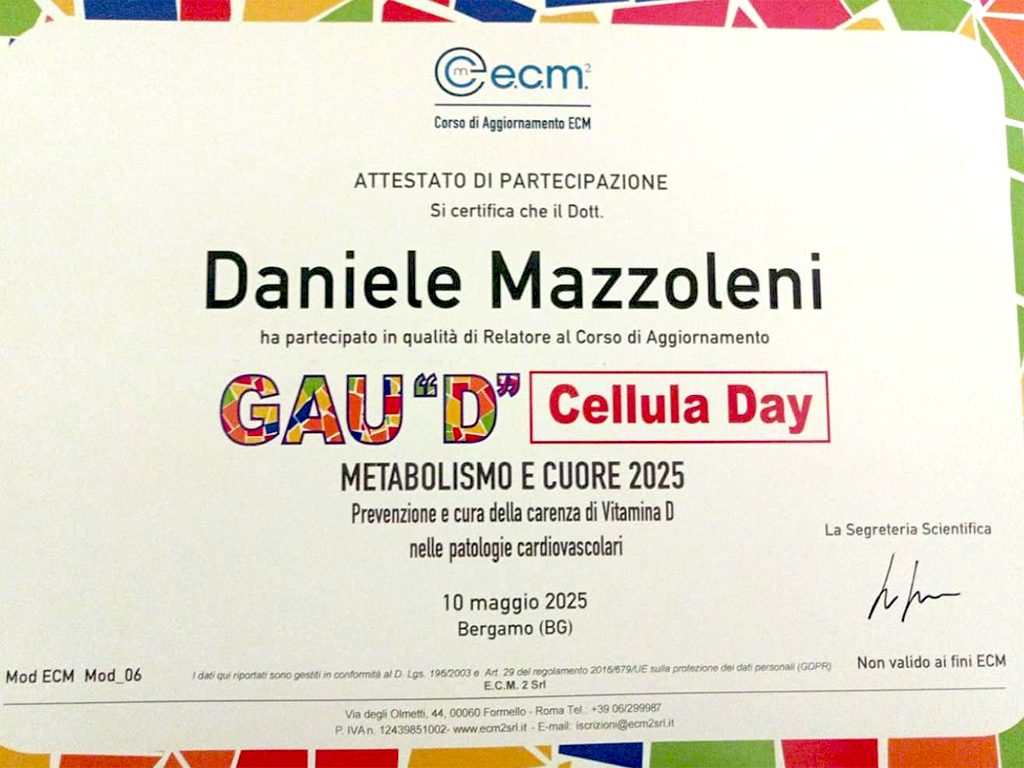 e.c.m.²
Corso di Aggiornamento ECM
ATTESTATO DI PARTECIPAZIONE
Si certifica che il Dott.
Daniele Mazzoleni
ha partecipato in qualità di Relatore al Corso di Aggiornamento
GAU“D” Cellula Day
METABOLISMO E CUORE 2025
Prevenzione e cura della carenza di Vitamina D
nelle patologie cardiovascolari
La Segreteria Scientifica
10 maggio 2025
Bergamo (BG)
Mod ECM Mod_06
I dati qui riportati sono gestiti in conformità al D. Lgs. 196/2003 e Art. 29 del regolamento 2016/679/UE sulla protezione dei dati personali (GDPR)
Non valido ai fini ECM
E.C.M. 2 Srl
Via degli Olmetti, 44, 00060 Formello - Roma Tel.: +39 06/299987
P. IVA n. 12439851002- www.ecm2srl.it - E-mail: iscrizioni@ecm2srl.it